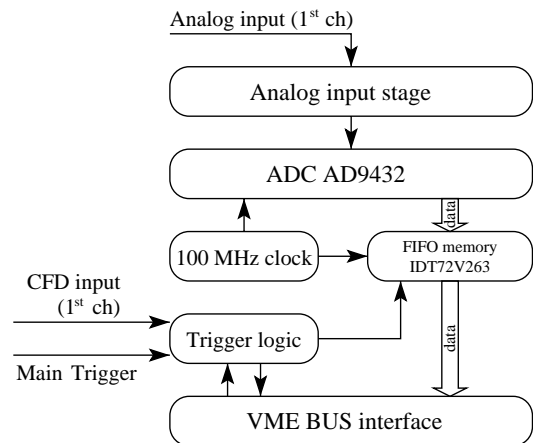 Analog input (1st ch)
Analog input stage
ADC AD9432
data
100 MHz clock
FIFO memory
IDT72V263
CFD input
(1st ch)
Trigger logic
data
Main Trigger
VME BUS interface